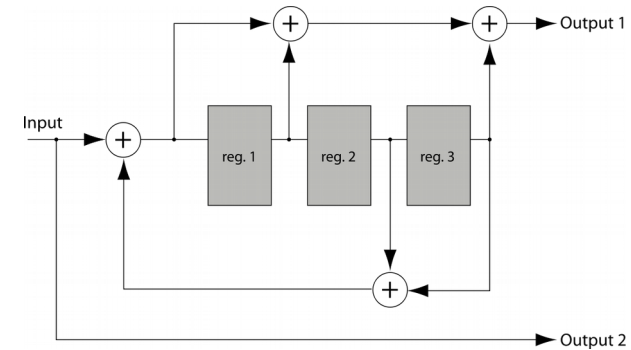 +
+
Output 1
Input
+
reg. 1
reg. 2
reg. 3
+
Output 2